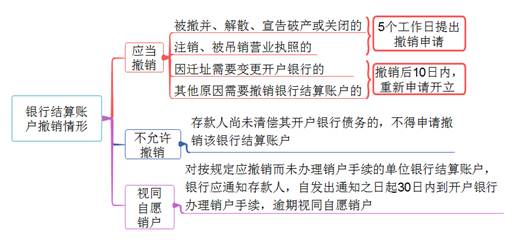 银行结算账
户撤销情形
应当
撤销
被撤并、解散、宣告破产或关闭的
注销、被吊销营业执照的
5个工作日提出
撤销申请
因迁址需要变更开户银行的
其他原因需要撤销银行结算账户的
撤销后10日内,
重新申请开立
不允许
撤销
存款人尚未清偿其开户银行债务的，不得申请撤
销该银行结算账户
视同
自愿
销户
对按规定应撤销而未办理销户手续的单位银行结算账户，
银行应通知存款人，自发出通知之日起30日内到开户银行
办理销户手续，逾期视同自愿销户